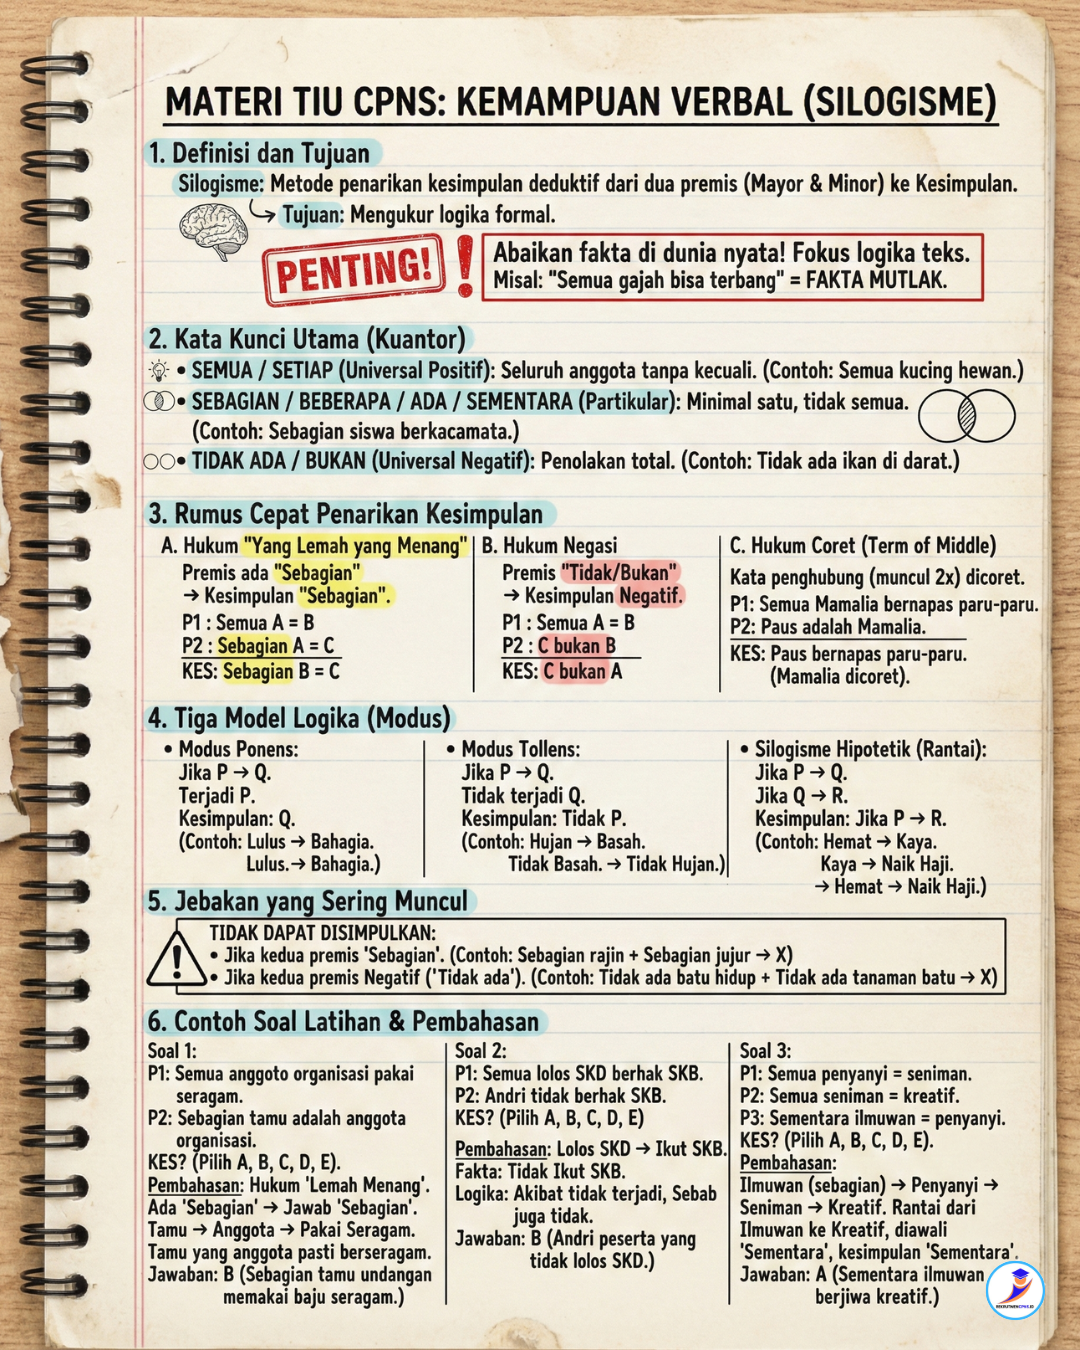 MATERI TIU CPNS: KEMAMPUAN VERBAL (SILOGISME)
1. Definisi dan Tujuan
Silogisme: Metode penarikan kesimpulan deduktif dari dua premis (Mayor & Minor) ke Kesimpulan.
Tujuan: Mengukur logika formal.
PENTING!
Abaikan fakta di dunia nyata! Fokus logika teks.
Misal: "Semua gajah bisa terbang" = FAKTA MUTLAK.
2. Kata Kunci Utama (Kuantor)
• SEMUA / SETIAP (Universal Positif): Seluruh anggota tanpa kecuali. (Contoh: Semua kucing hewan.)
• SEBAGIAN / BEBERAPA / ADA / SEMENTARA (Partikular): Minimal satu, tidak semua.
(Contoh: Sebagian siswa berkacamata.)
• TIDAK ADA / BUKAN (Universal Negatif): Penolakan total. (Contoh: Tidak ada ikan di darat.)
3. Rumus Cepat Penarikan Kesimpulan
A. Hukum "Yang Lemah yang Menang"
Premis ada "Sebagian"
→ Kesimpulan "Sebagian".
P1 : Semua A = B
P2 : Sebagian A = C
KES: Sebagian B = C
B. Hukum Negasi
Premis "Tidak/Bukan"
→ Kesimpulan Negatif.
P1 : Semua A = B
P2 : C bukan B
KES: C bukan A
C. Hukum Coret (Term of Middle)
Kata penghubung (muncul 2x) dicoret.
P1: Semua Mamalia bernapas paru-paru.
P2: Paus adalah Mamalia.
KES: Paus bernapas paru-paru.
(Mamalia dicoret).
4. Tiga Model Logika (Modus)
• Modus Ponens:
Jika P → Q.
Terjadi P.
Kesimpulan: Q.
(Contoh: Lulus → Bahagia.
Lulus.→ Bahagia.)
• Modus Tollens:
Jika P → Q.
Tidak terjadi Q.
Kesimpulan: Tidak P.
(Contoh: Hujan → Basah.
Tidak Basah. → Tidak Hujan.)
• Silogisme Hipotetik (Rantai):
Jika P → Q.
Jika Q → R.
Kesimpulan: Jika P → R.
(Contoh: Hemat → Kaya.
Kaya → Naik Haji.
→ Hemat → Naik Haji.)
5. Jebakan yang Sering Muncul
TIDAK DAPAT DISIMPULKAN:
• Jika kedua premis 'Sebagian'. (Contoh: Sebagian rajin + Sebagian jujur → X)
• Jika kedua premis Negatif ('Tidak ada'). (Contoh: Tidak ada batu hidup + Tidak ada tanaman batu → X)
6. Contoh Soal Latihan & Pembahasan
Soal 1:
P1: Semua anggoto organisasi pakai
seragam.
P2: Sebagian tamu adalah anggota
organisasi.
KES? (Pilih A, B, C, D, E).
Pembahasan: Hukum 'Lemah Menang'.
Ada 'Sebagian' → Jawab 'Sebagian'.
Tamu → Anggota → Pakai Seragam.
Tamu yang anggota pasti berseragam.
Jawaban: B (Sebagian tamu undangan
memakai baju seragam.)
Soal 2:
P1: Semua lolos SKD berhak SKB.
P2: Andri tidak berhak SKB.
KES? (Pilih A, B, C, D, E)
Pembahasan: Lolos SKD → Ikut SKB.
Fakta: Tidak Ikut SKB.
Logika: Akibat tidak terjadi, Sebab
juga tidak.
Jawaban: B (Andri peserta yang
tidak lolos SKD.)
Soal 3:
P1: Semua penyanyi = seniman.
P2: Semua seniman = kreatif.
P3: Sementara ilmuwan = penyanyi.
KES? (Pilih A, B, C, D, E).
Pembahasan:
Ilmuwan (sebagian) → Penyanyi →
Seniman → Kreatif. Rantai dari
Ilmuwan ke Kreatif, diawali
'Sementara', kesimpulan 'Sementara'.
Jawaban: A (Sementara ilmuwan
berjiwa kreatif.)
REKRUTMENCPNS.ID